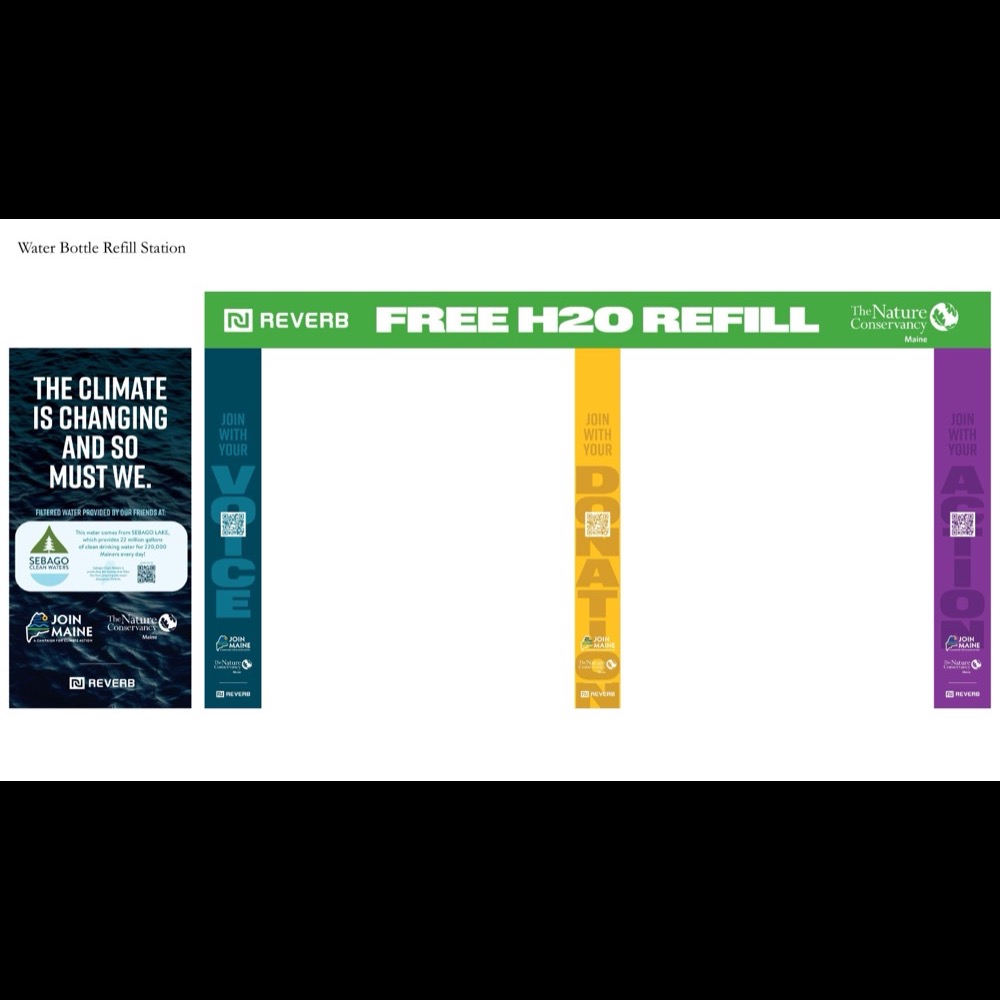 Water Bottle Refill Station
REVERB
FREE H2O REFILL
The Nature
Conservancy
Maine
THE CLIMATE
IS CHANGING
AND SO
MUST WE.
FILTERED WATER PROVIDED BY OUR FRIENDS AT:
SEBAGO
CLEAN WATERS
This water comes from SEBAGO LAKE,
which provides 22 million gallons
of clean drinking water for 220,000
Mainers every day!
JOIN
MAINE
A CAMPAIGN FOR CLIMATE ACTION
The Nature
Conservancy
Maine
REVERB
JOIN
WITH
YOUR
VOICE
JOIN
MAINE
The Nature
Conservancy
Maine
REVERB
JOIN
WITH
YOUR
DONATION
JOIN
MAINE
The Nature
Conservancy
Maine
REVERB
JOIN
WITH
YOUR
ACTION
JOIN
MAINE
The Nature
Conservancy
Maine
REVERB